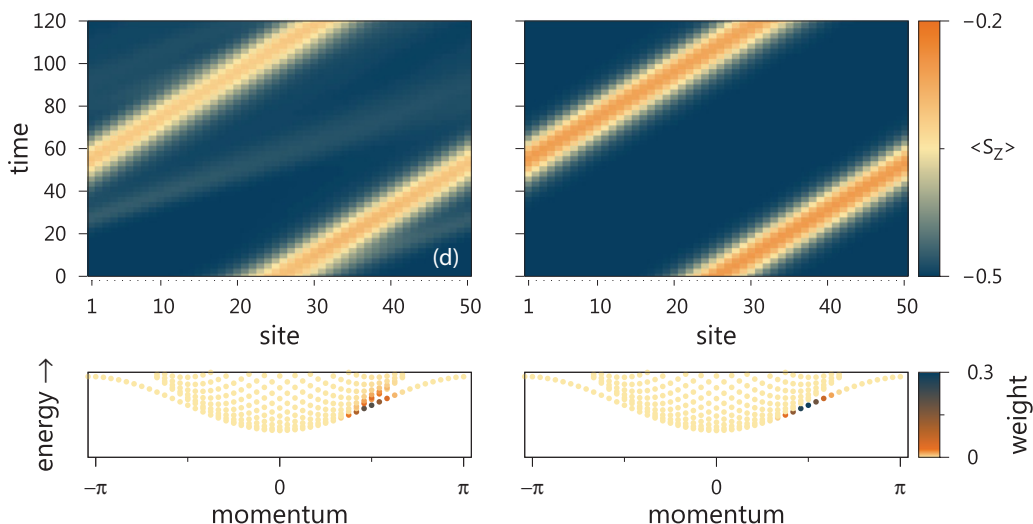 120
100
80
60
40
20
0
time
(d)
1 10 20 30 40 50
site
1 10 20 30 40 50
site
−0.2
<S_Z>
−0.5
energy →
−π 0 π
momentum
−π 0 π
momentum
0.3
0
weight